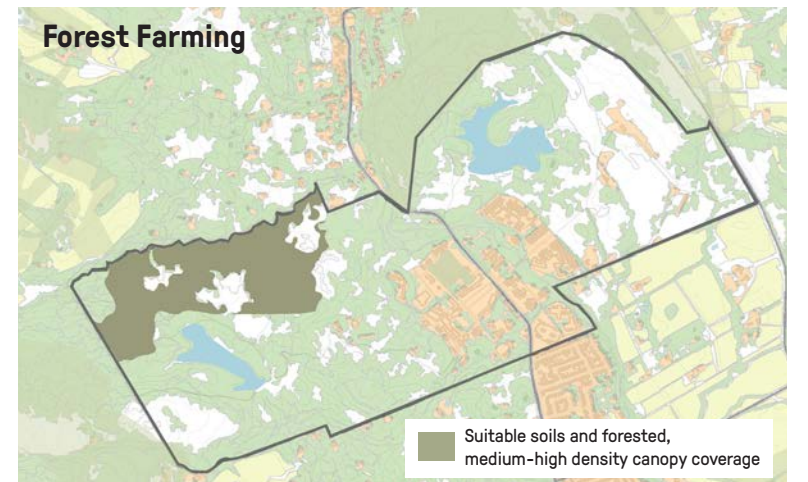 Forest Farming
Suitable soils and forested,
medium-high density canopy coverage